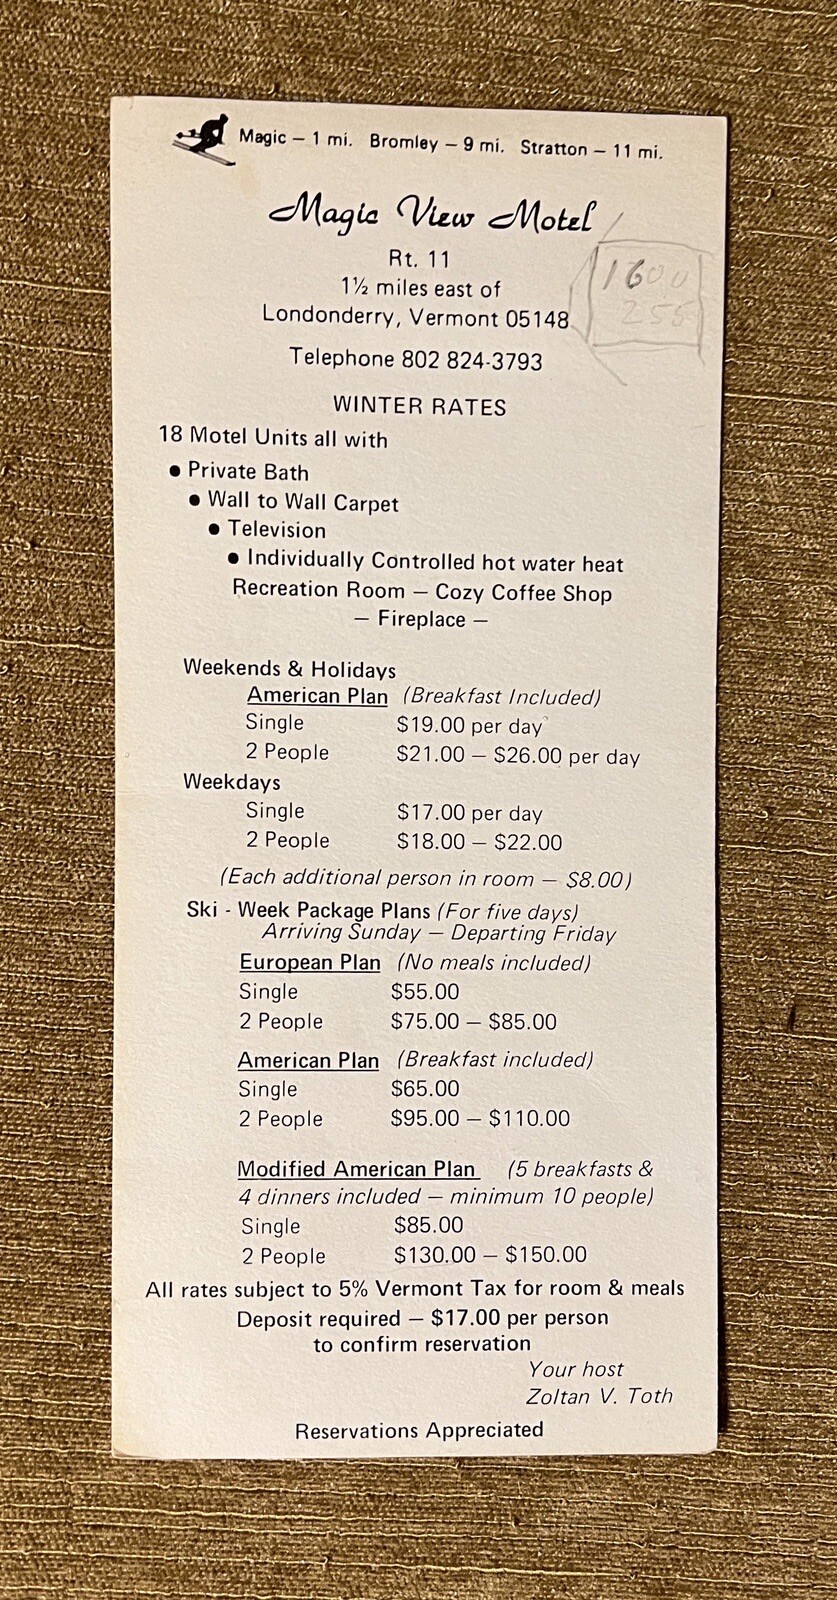 Magic – 1 mi. Bromley – 9 mi. Stratton – 11 mi.
Magic View Motel
Rt. 11
1½ miles east of
Londonderry, Vermont 05148
Telephone 802 824-3793
1600
255
WINTER RATES
18 Motel Units all with
● Private Bath
● Wall to Wall Carpet
● Television
● Individually Controlled hot water heat
Recreation Room – Cozy Coffee Shop
– Fireplace –
Weekends & Holidays
American Plan (Breakfast Included)
Single $19.00 per day
2 People $21.00 – $26.00 per day
Weekdays
Single $17.00 per day
2 People $18.00 – $22.00
(Each additional person in room – $8.00)
Ski - Week Package Plans (For five days)
Arriving Sunday – Departing Friday
European Plan (No meals included)
Single $55.00
2 People $75.00 – $85.00
American Plan (Breakfast included)
Single $65.00
2 People $95.00 – $110.00
Modified American Plan (5 breakfasts &
4 dinners included – minimum 10 people)
Single $85.00
2 People $130.00 – $150.00
All rates subject to 5% Vermont Tax for room & meals
Deposit required – $17.00 per person
to confirm reservation
Your host
Zoltan V. Toth
Reservations Appreciated